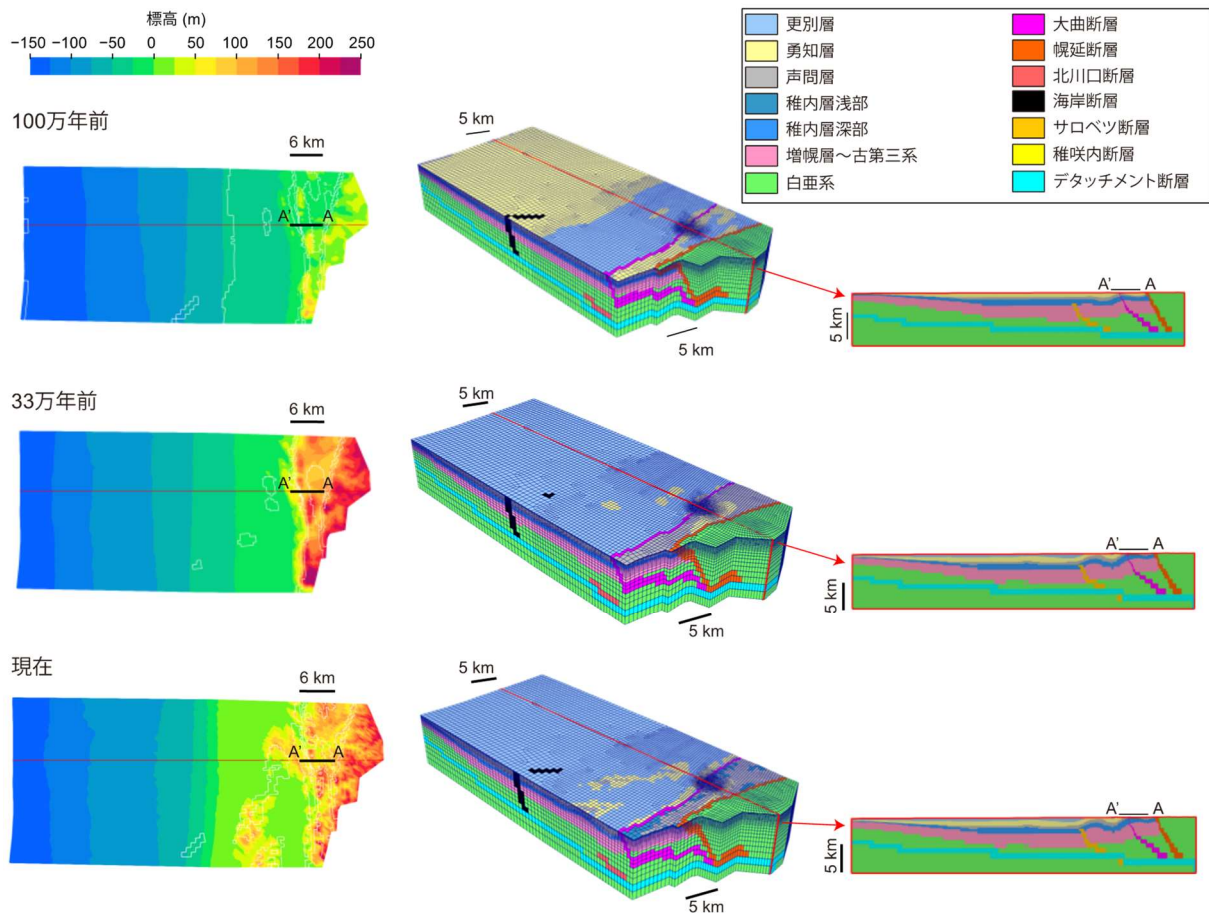 標高 (m)
−150 −100 −50 0 50 100 150 200 250
更別層
勇知層
声問層
稚内層浅部
稚内層深部
増幌層～古第三系
白亜系
大曲断層
幌延断層
北川口断層
海岸断層
サロベツ断層
稚咲内断層
デタッチメント断層
100万年前
6 km
A' A
5 km
5 km
A' A
5 km
33万年前
6 km
A' A
5 km
5 km
A' A
5 km
現在
6 km
A' A
5 km
5 km
A' A
5 km